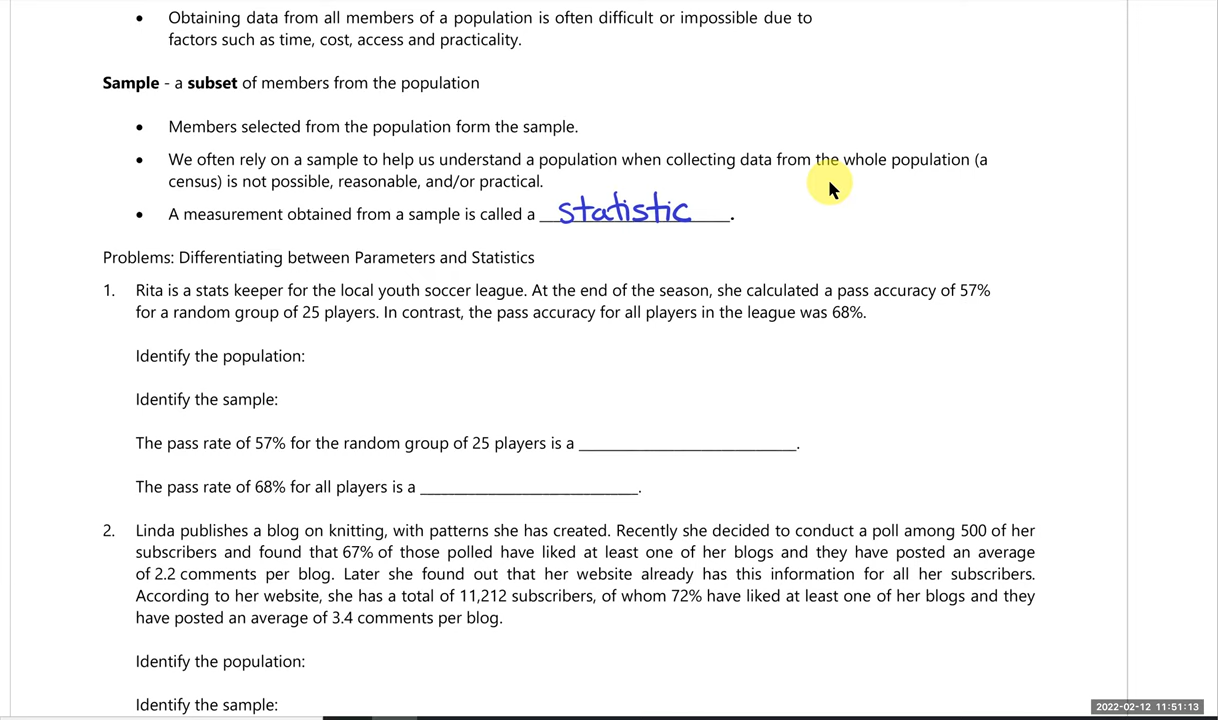 • Obtaining data from all members of a population is often difficult or impossible due to
factors such as time, cost, access and practicality.
Sample - a subset of members from the population
• Members selected from the population form the sample.
• We often rely on a sample to help us understand a population when collecting data from the whole population (a
census) is not possible, reasonable, and/or practical.
• A measurement obtained from a sample is called a statistic.
Problems: Differentiating between Parameters and Statistics
1. Rita is a stats keeper for the local youth soccer league. At the end of the season, she calculated a pass accuracy of 57%
for a random group of 25 players. In contrast, the pass accuracy for all players in the league was 68%.
Identify the population:
Identify the sample:
The pass rate of 57% for the random group of 25 players is a ____________________________.
The pass rate of 68% for all players is a ____________________________.
2. Linda publishes a blog on knitting, with patterns she has created. Recently she decided to conduct a poll among 500 of her
subscribers and found that 67% of those polled have liked at least one of her blogs and they have posted an average
of 2.2 comments per blog. Later she found out that her website already has this information for all her subscribers.
According to her website, she has a total of 11,212 subscribers, of whom 72% have liked at least one of her blogs and they
have posted an average of 3.4 comments per blog.
Identify the population:
Identify the sample:
2022-02-12 11:51:13